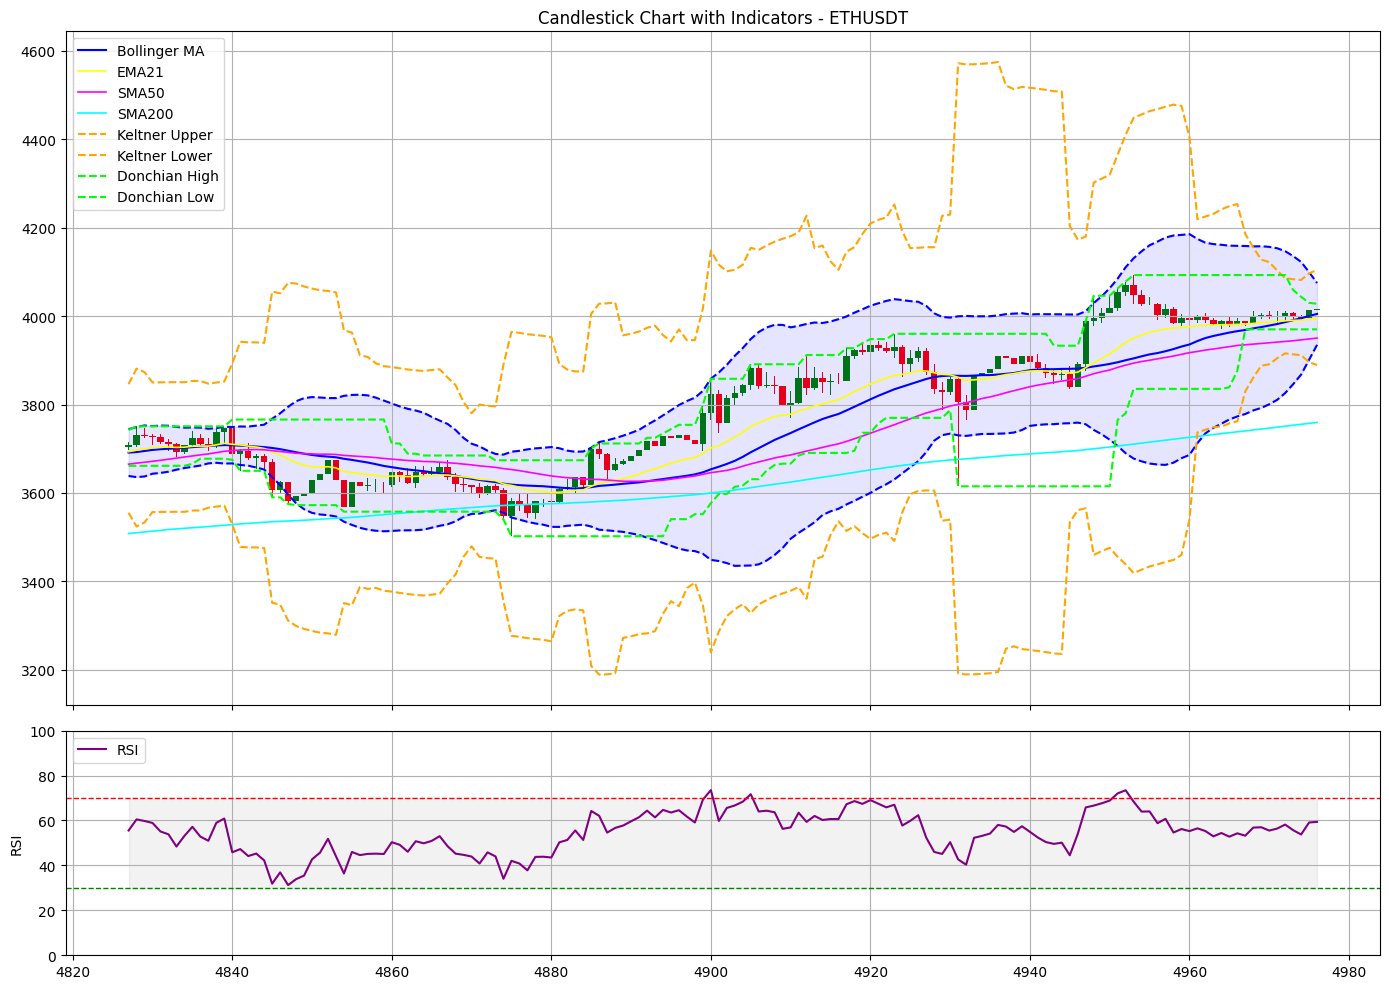 Candlestick Chart with Indicators - ETHUSDT
Bollinger MA
EMA21
SMA50
SMA200
Keltner Upper
Keltner Lower
Donchian High
Donchian Low
4600
4400
4200
4000
3800
3600
3400
3200
RSI
100
80
60
40
20
0
RSI
4820
4840
4860
4880
4900
4920
4940
4960
4980